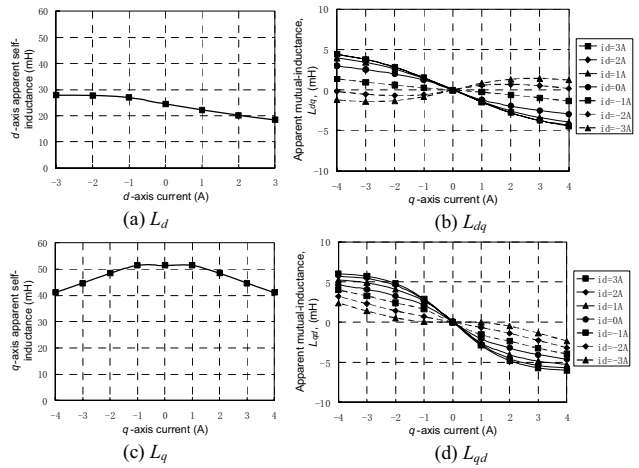 d-axis apparent self-
inductance (mH)
60
50
40
30
20
10
0
-3 -2 -1 0 1 2 3
d-axis current (A)
(a) Ld
Apparent mutual-inductance,
Ldq, (mH)
10
5
0
-5
-10
-4 -3 -2 -1 0 1 2 3 4
q-axis current (A)
id=3A
id=2A
id=1A
id=0A
id=-1A
id=-2A
id=-3A
(b) Ldq
q-axis apparent self-
inductance (mH)
60
50
40
30
20
10
0
-4 -3 -2 -1 0 1 2 3 4
q-axis current (A)
(c) Lq
Apparent mutual-inductance,
Lqd, (mH)
10
5
0
-5
-10
-4 -3 -2 -1 0 1 2 3 4
q-axis current (A)
id=3A
id=2A
id=1A
id=0A
id=-1A
id=-2A
id=-3A
(d) Lqd